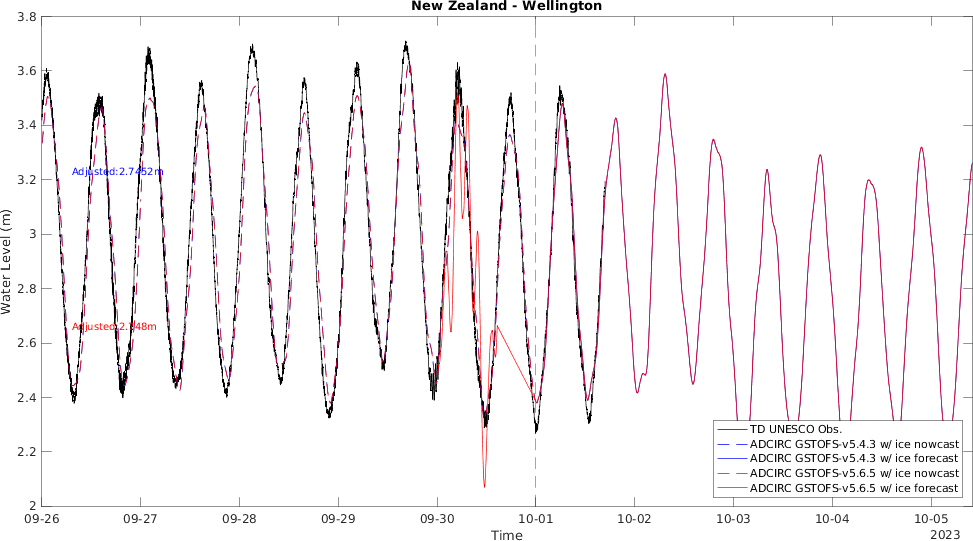 New Zealand - Wellington
3.8
3.6
3.4
3.2
3
2.8
2.6
2.4
2.2
2
Water Level (m)
Adjusted:2.7452m
Adjusted:2.748m
TD UNESCO Obs.
ADCIRC GSTOFS-v5.4.3 w/ ice nowcast
ADCIRC GSTOFS-v5.4.3 w/ ice forecast
ADCIRC GSTOFS-v5.6.5 w/ ice nowcast
ADCIRC GSTOFS-v5.6.5 w/ ice forecast
09-26 09-27 09-28 09-29 09-30 10-01 10-02 10-03 10-04 10-05
Time
2023